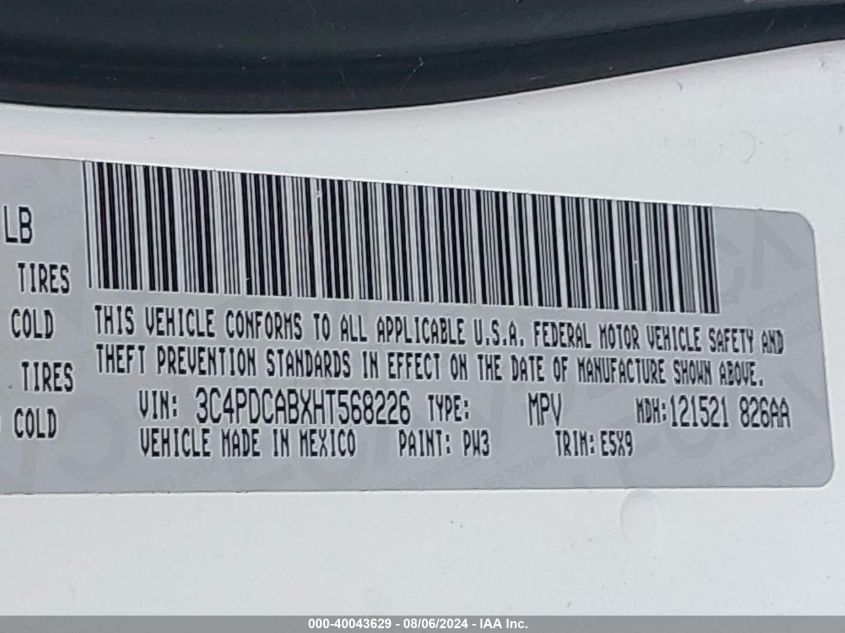 LB
TIRES
COLD
TIRES
COLD
THIS VEHICLE CONFORMS TO ALL APPLICABLE U.S.A. FEDERAL MOTOR VEHICLE SAFETY AND
THEFT PREVENTION STANDARDS IN EFFECT ON THE DATE OF MANUFACTURE SHOWN ABOVE.
VIN: 3C4PDCABXHT568226 TYPE: MPV MDH:121521 826AA
VEHICLE MADE IN MEXICO PAINT: PW3 TRIM: E5X9
000-40043629 - 08/06/2024 - IAA Inc.